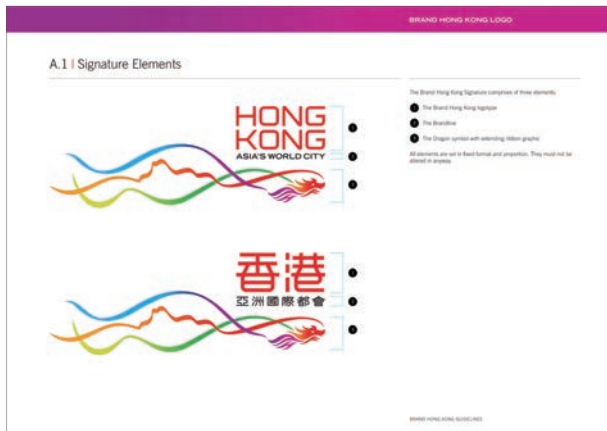 BRAND HONG KONG LOGO
A.1 | Signature Elements
The Brand Hong Kong Signature comprises of three elements:
1 The Brand Hong Kong logotype
2 The Brandline
3 The Dragon symbol with extending ribbon graphic
All elements are set in fixed format and proportion. They must not be
altered in anyway.
HONG
KONG
1
ASIA'S WORLD CITY
2
3
香港
1
亞洲國際都會
2
3
BRAND HONG KONG GUIDELINES